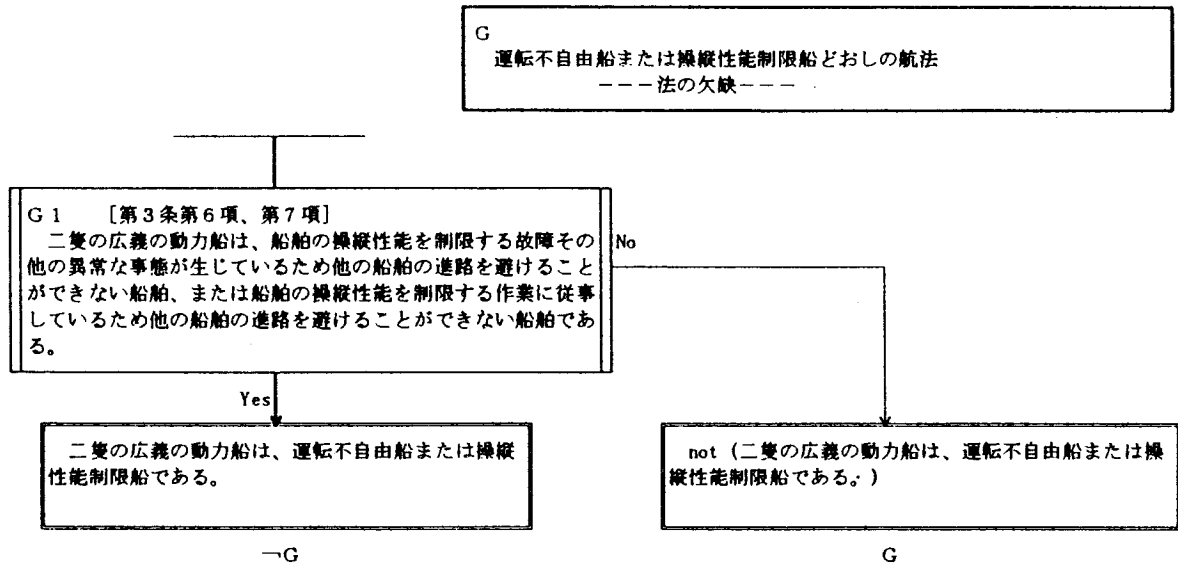 G
運転不自由船または操縦性能制限船どおしの航法
－－－法の欠缺－－－
G1 [第3条第6項、第7項]
二隻の広義の動力船は、船舶の操縦性能を制限する故障その
他の異常な事態が生じているため他の船舶の進路を避けること
ができない船舶、または船舶の操縦性能を制限する作業に従事
しているため他の船舶の進路を避けることができない船舶であ
る。
No
Yes
二隻の広義の動力船は、運転不自由船または操縦
性能制限船である。
not (二隻の広義の動力船は、運転不自由船または操
縦性能制限船である。)
¬G
G